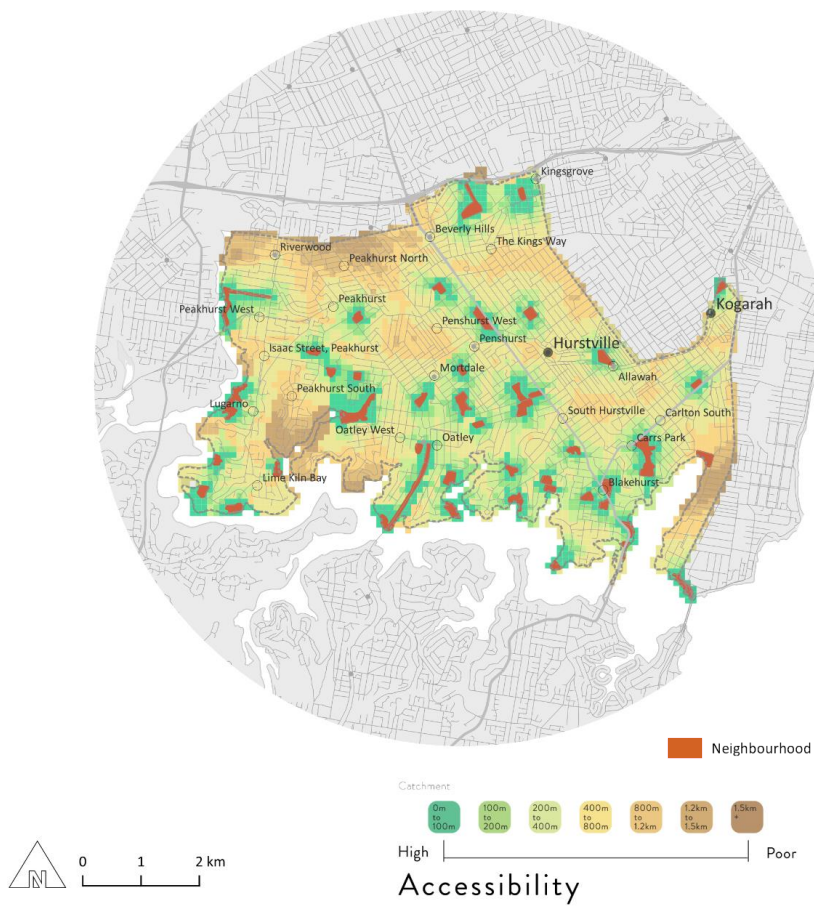 Kingsgrove
Beverly Hills
The Kings Way
Riverwood
Peakhurst North
Kogarah
Peakhurst West
Peakhurst
Penshurst West
Penshurst
Hurstville
Isaac Street, Peakhurst
Allawah
Mortdale
Peakhurst South
Lugarno
South Hurstville
Carlton South
Oatley West
Oatley
Carrs Park
Lime Kiln Bay
Blakehurst
Neighbourhood
Catchment
0m
to
100m
100m
to
200m
200m
to
400m
400m
to
800m
800m
to
1.2km
1.2km
to
1.5km
1.5km
+
High
Poor
Accessibility
N
0 1 2 km